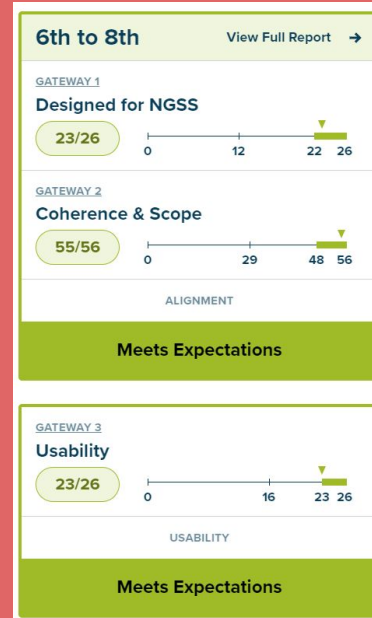 6th to 8th View Full Report →
GATEWAY 1
Designed for NGSS
23/26
0 12 22 26
GATEWAY 2
Coherence & Scope
55/56
0 29 48 56
ALIGNMENT
Meets Expectations
GATEWAY 3
Usability
23/26
0 16 23 26
USABILITY
Meets Expectations